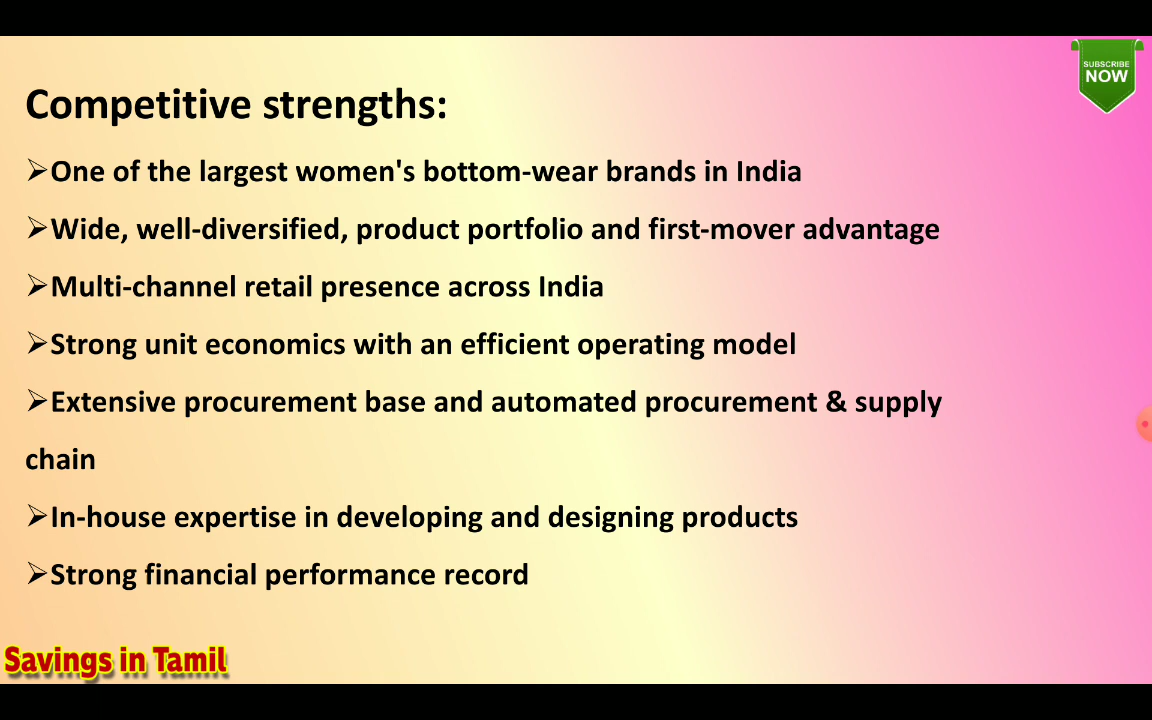 SUBSCRIBE
NOW
Competitive strengths:
➢One of the largest women's bottom-wear brands in India
➢Wide, well-diversified, product portfolio and first-mover advantage
➢Multi-channel retail presence across India
➢Strong unit economics with an efficient operating model
➢Extensive procurement base and automated procurement & supply
chain
➢In-house expertise in developing and designing products
➢Strong financial performance record
Savings in Tamil